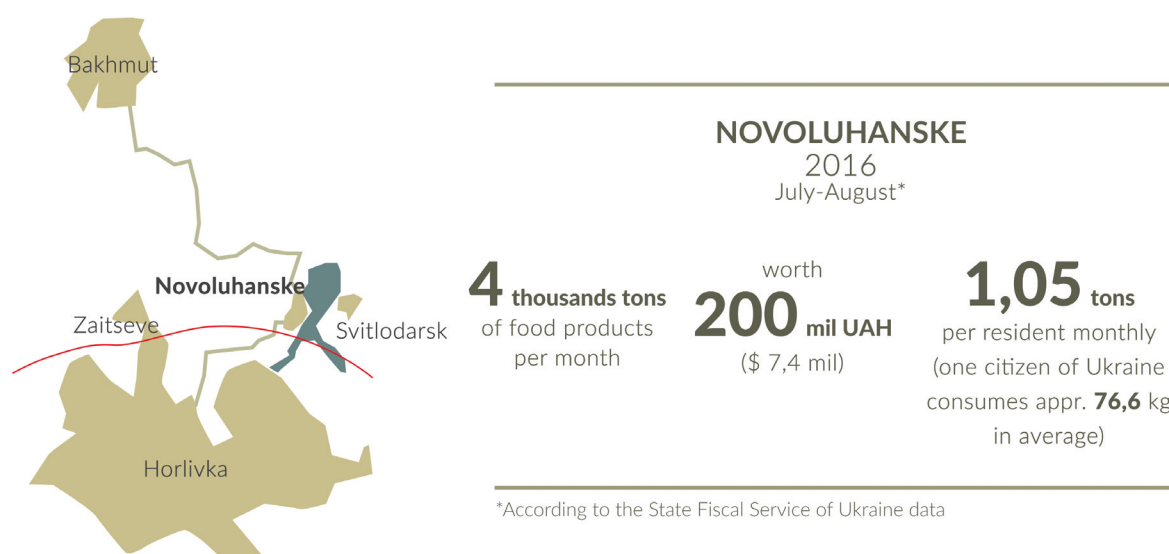 Bakhmut
Novoluhanske
Zaitseve
Svitlodarsk
Horlivka
NOVOLUHANSKE
2016
July-August*
4 thousands tons
of food products
per month
worth
200 mil UAH
($ 7,4 mil)
1,05 tons
per resident monthly
(one citizen of Ukraine
consumes appr. 76,6 kg
in average)
*According to the State Fiscal Service of Ukraine data